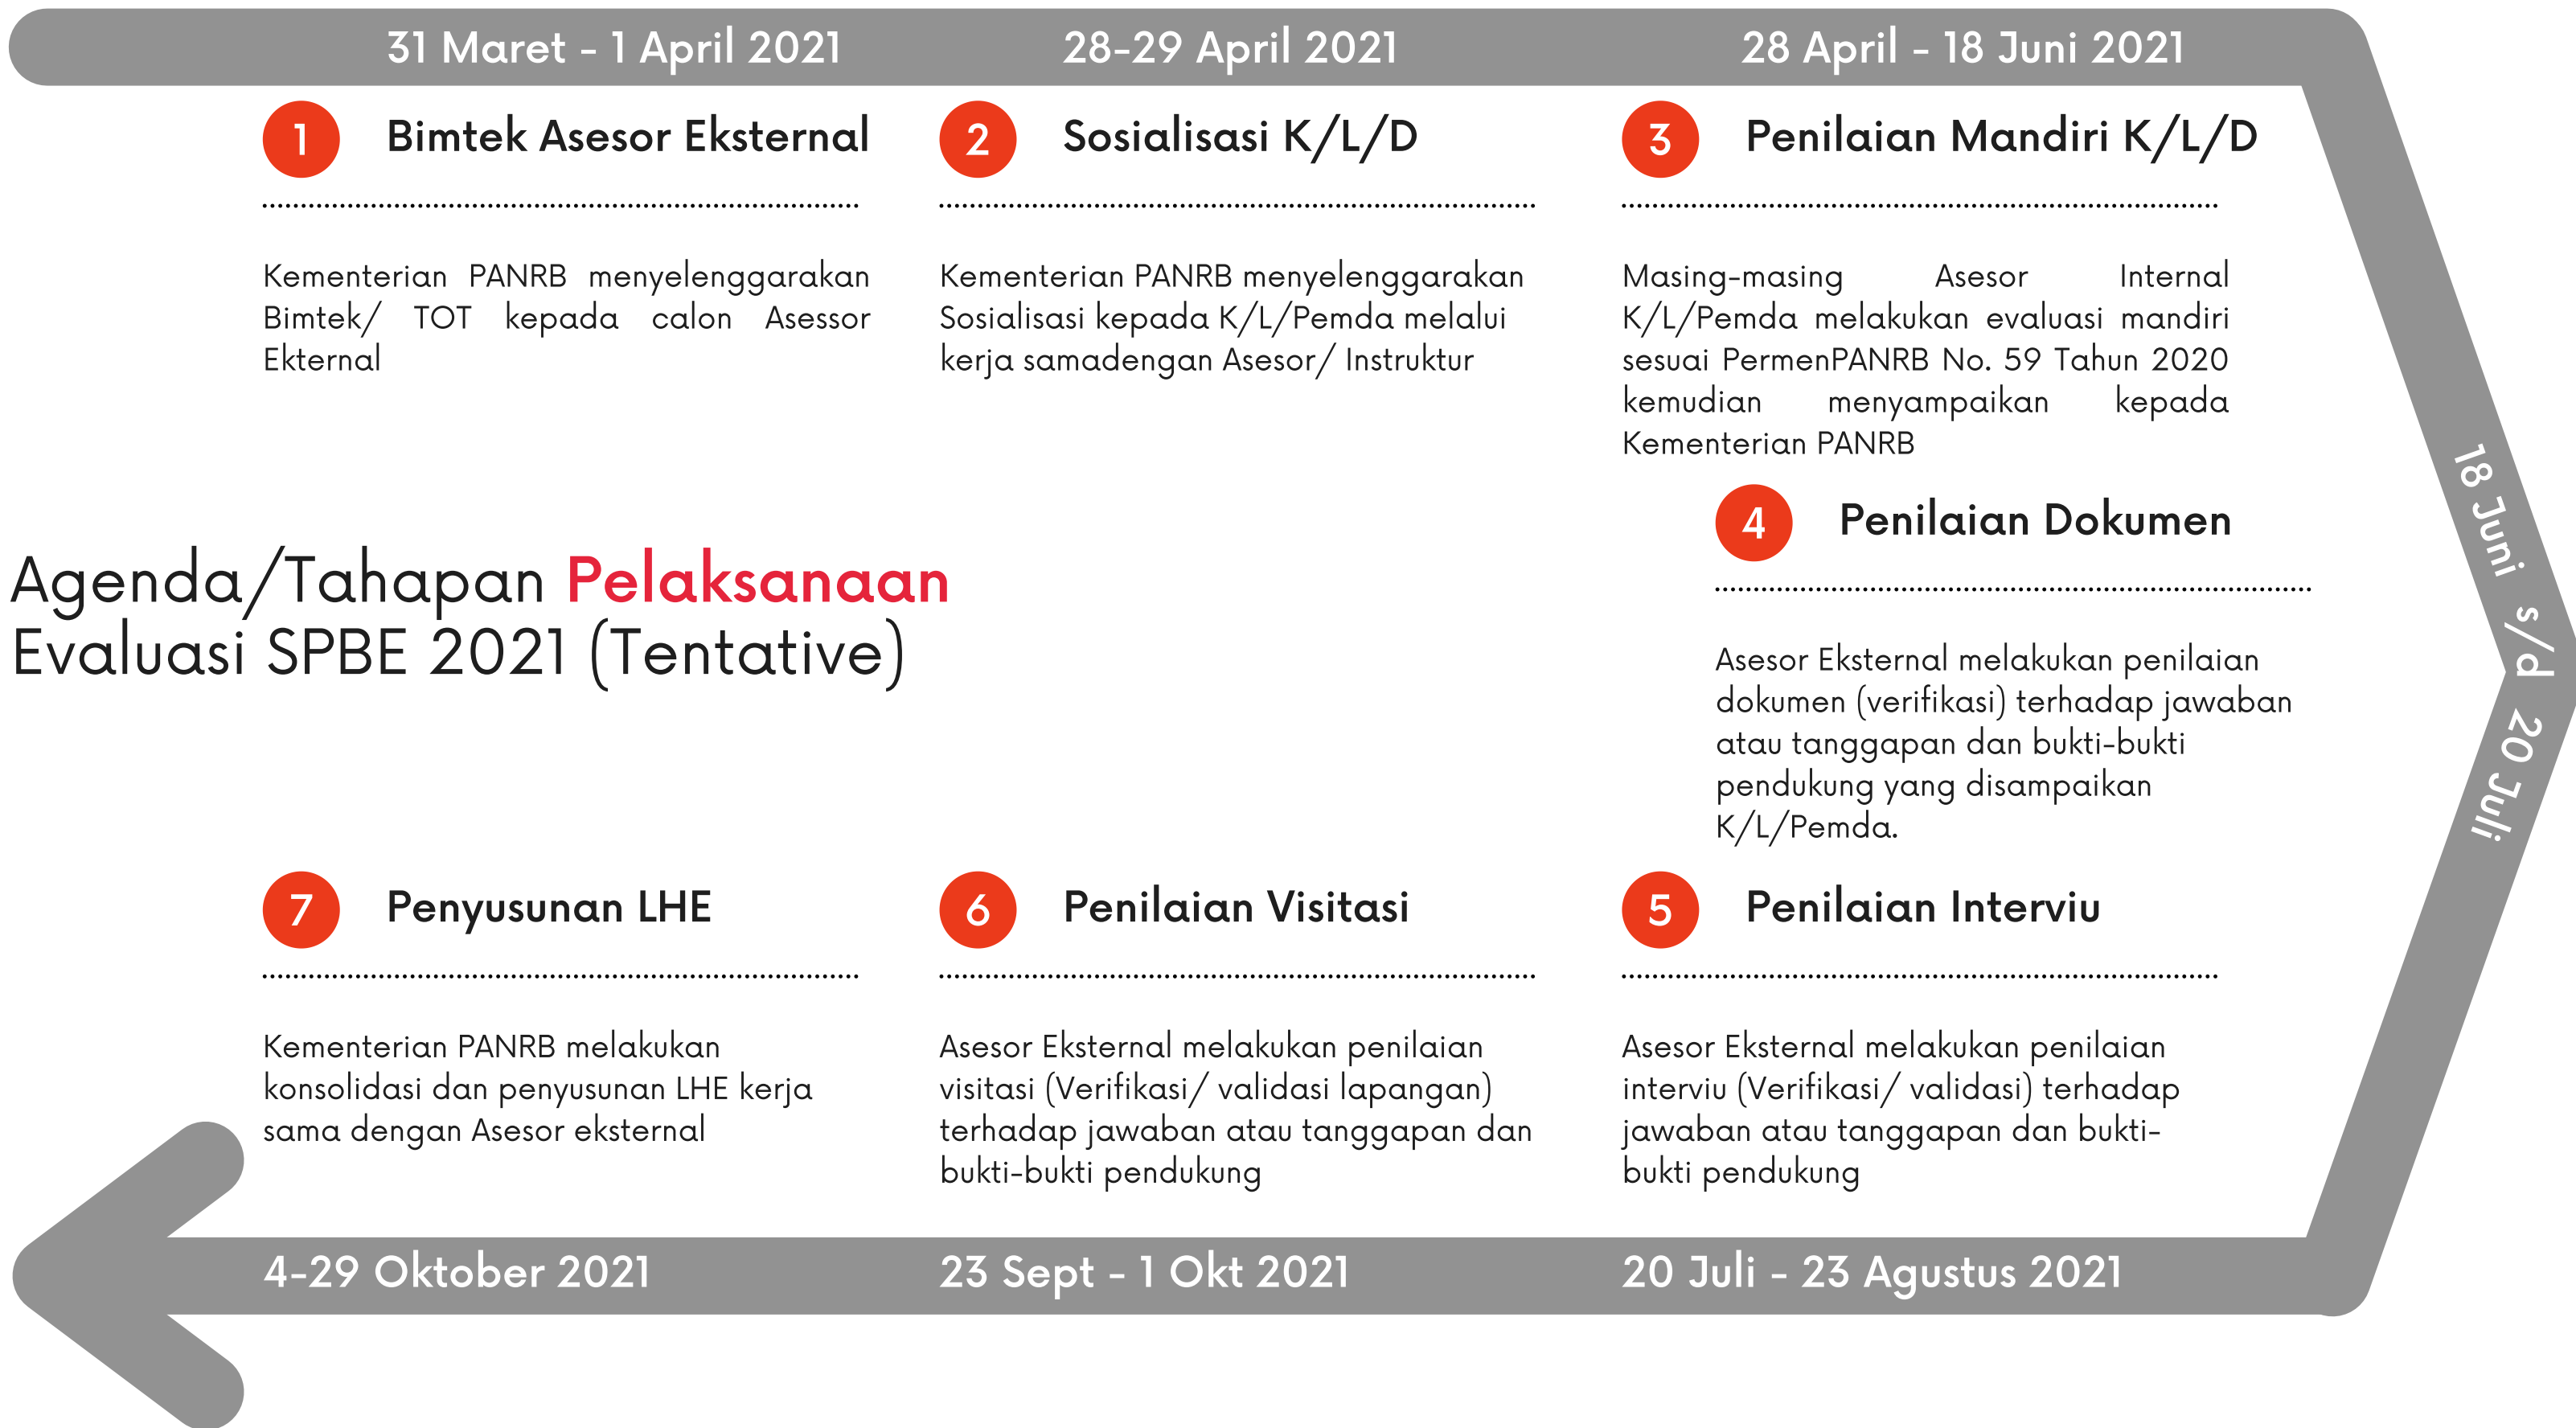 31 Maret - 1 April 2021
28-29 April 2021
28 April - 18 Juni 2021
1
Bimtek Asesor Eksternal
Kementerian PANRB menyelenggarakan
Bimtek/ TOT kepada calon Asessor
Ekternal
2
Sosialisasi K/L/D
Kementerian PANRB menyelenggarakan
Sosialisasi kepada K/L/Pemda melalui
kerja samadengan Asesor/ Instruktur
3
Penilaian Mandiri K/L/D
Masing-masing Asesor Internal
K/L/Pemda melakukan evaluasi mandiri
sesuai PermenPANRB No. 59 Tahun 2020
kemudian menyampaikan kepada
Kementerian PANRB
18 Juni s/d 20 Juli
4
Penilaian Dokumen
Asesor Eksternal melakukan penilaian
dokumen (verifikasi) terhadap jawaban
atau tanggapan dan bukti-bukti
pendukung yang disampaikan
K/L/Pemda.
Agenda/Tahapan Pelaksanaan
Evaluasi SPBE 2021 (Tentative)
5
Penilaian Interviu
Asesor Eksternal melakukan penilaian
interviu (Verifikasi/ validasi) terhadap
jawaban atau tanggapan dan bukti-
bukti pendukung
20 Juli - 23 Agustus 2021
6
Penilaian Visitasi
Asesor Eksternal melakukan penilaian
visitasi (Verifikasi/ validasi lapangan)
terhadap jawaban atau tanggapan dan
bukti-bukti pendukung
23 Sept - 1 Okt 2021
7
Penyusunan LHE
Kementerian PANRB melakukan
konsolidasi dan penyusunan LHE kerja
sama dengan Asesor eksternal
4-29 Oktober 2021